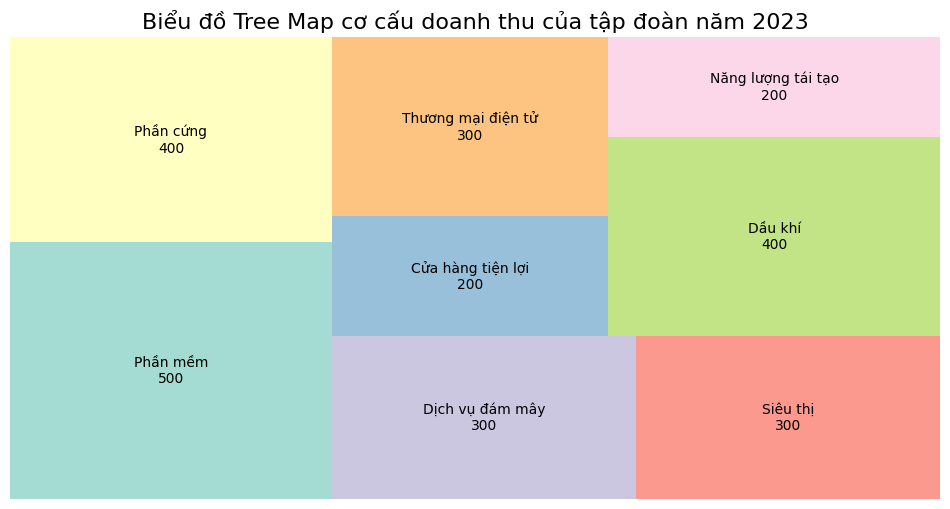 Biểu đồ Tree Map cơ cấu doanh thu của tập đoàn năm 2023
Phần cứng
400
Thương mại điện tử
300
Năng lượng tái tạo
200
Dầu khí
400
Cửa hàng tiện lợi
200
Phần mềm
500
Dịch vụ đám mây
300
Siêu thị
300